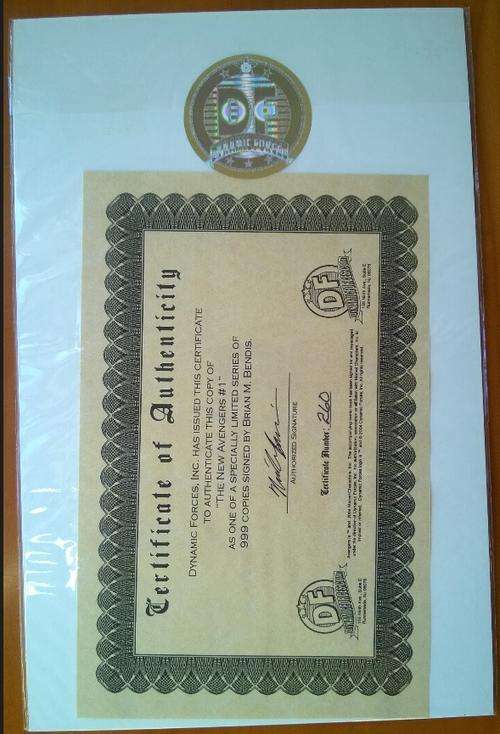 DYNAMIC FORCES
Certificate of Authenticity
DYNAMIC FORCES, INC. HAS ISSUED THIS CERTIFICATE
TO AUTHENTICATE THIS COPY OF
"THE NEW AVENGERS #1"
AS ONE OF A SPECIALLY LIMITED SERIES OF
999 COPIES SIGNED BY BRIAN M. BENDIS.
AUTHORIZED SIGNATURE
Certificate Number: 260
DF
DF